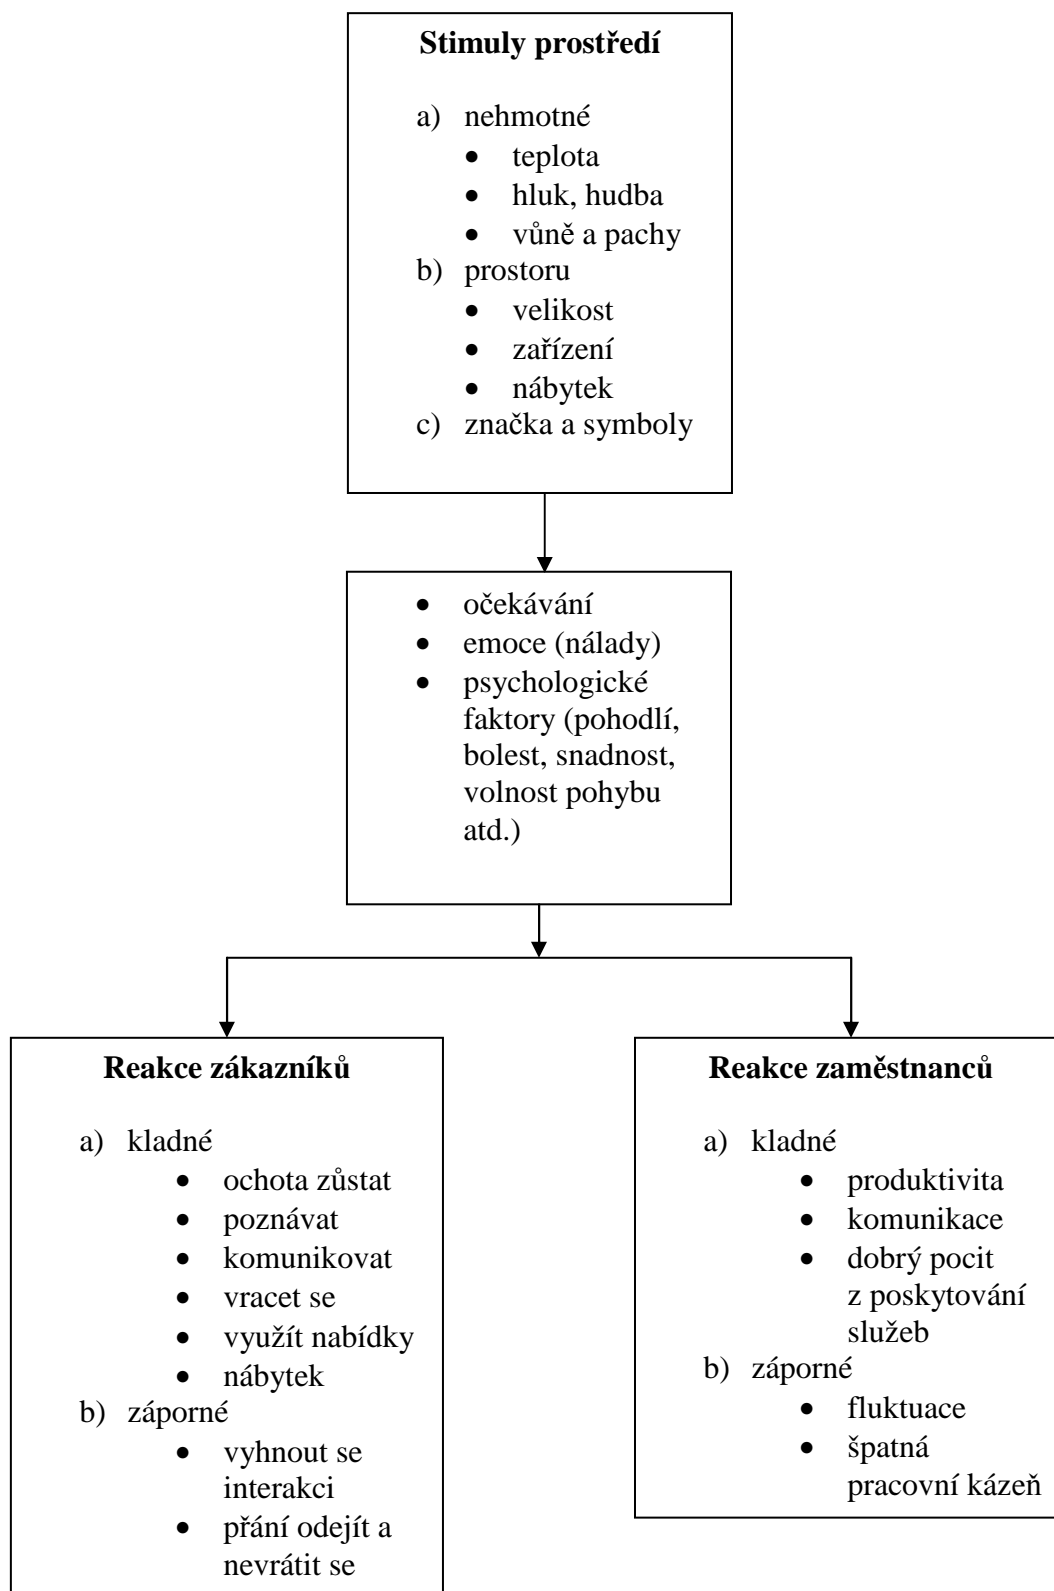 Stimuly prostředí
a) nehmotné
• teplota
• hluk, hudba
• vůně a pachy
b) prostoru
• velikost
• zařízení
• nábytek
c) značka a symboly
• očekávání
• emoce (nálady)
• psychologické
faktory (pohodlí,
bolest, snadnost,
volnost pohybu
atd.)
Reakce zákazníků
a) kladné
• ochota zůstat
• poznávat
• komunikovat
• vracet se
• využít nabídky
• nábytek
b) záporné
• vyhnout se
interakci
• přání odejít a
nevrátit se
Reakce zaměstnanců
a) kladné
• produktivita
• komunikace
• dobrý pocit
z poskytování
služeb
b) záporné
• fluktuace
• špatná
pracovní kázeň